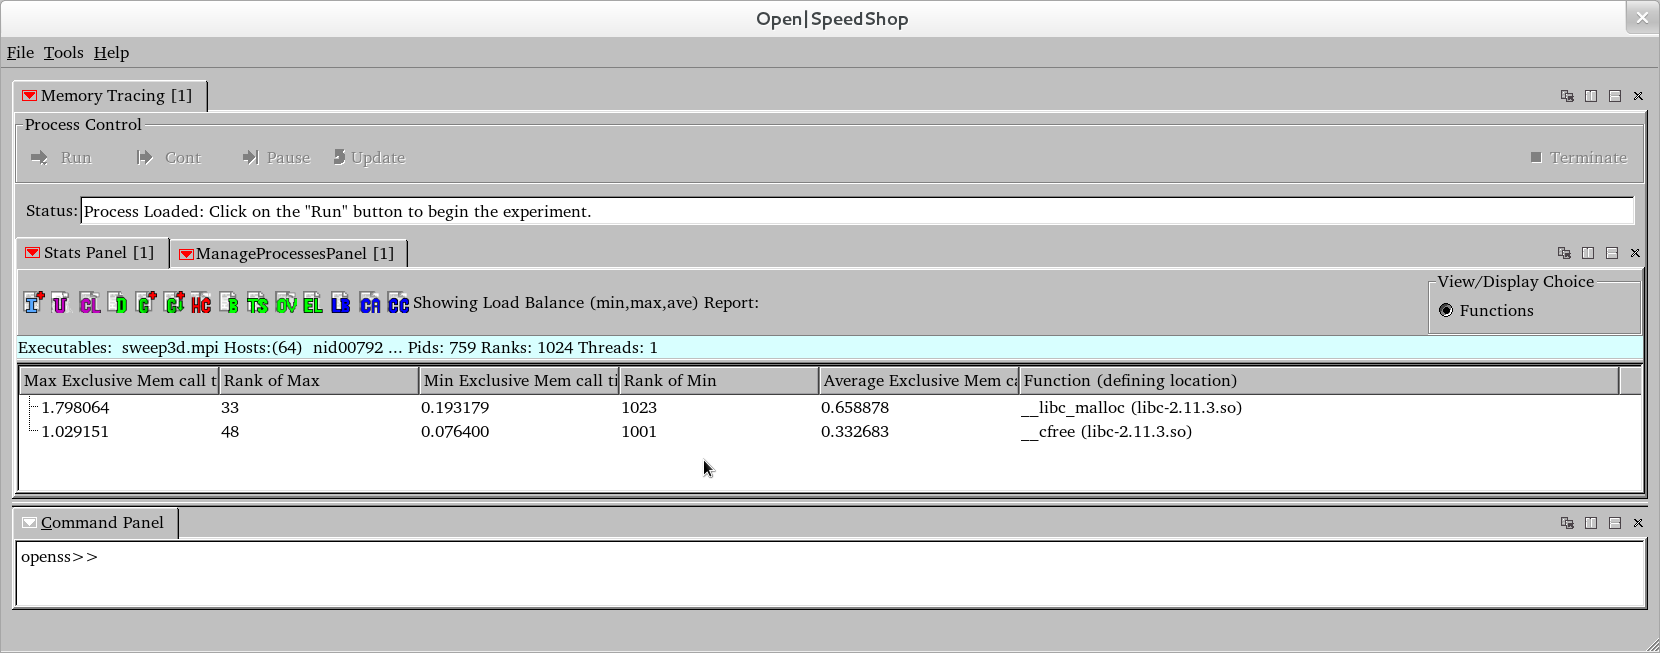 Open|SpeedShop
File Tools Help
Memory Tracing [1]
Process Control
Run Cont Pause Update Terminate
Status: Process Loaded: Click on the "Run" button to begin the experiment.
Stats Panel [1] ManageProcessesPanel [1]
View/Display Choice
I U CL D G G HC B TS OV EL LB CA CC Showing Load Balance (min,max,ave) Report:
Functions
Executables: sweep3d.mpi Hosts:(64) nid00792 ... Pids: 759 Ranks: 1024 Threads: 1
Max Exclusive Mem call t Rank of Max Min Exclusive Mem call ti Rank of Min Average Exclusive Mem ca Function (defining location)
1.798064 33 0.193179 1023 0.658878 __libc_malloc (libc-2.11.3.so)
1.029151 48 0.076400 1001 0.332683 __cfree (libc-2.11.3.so)
Command Panel
openss>>